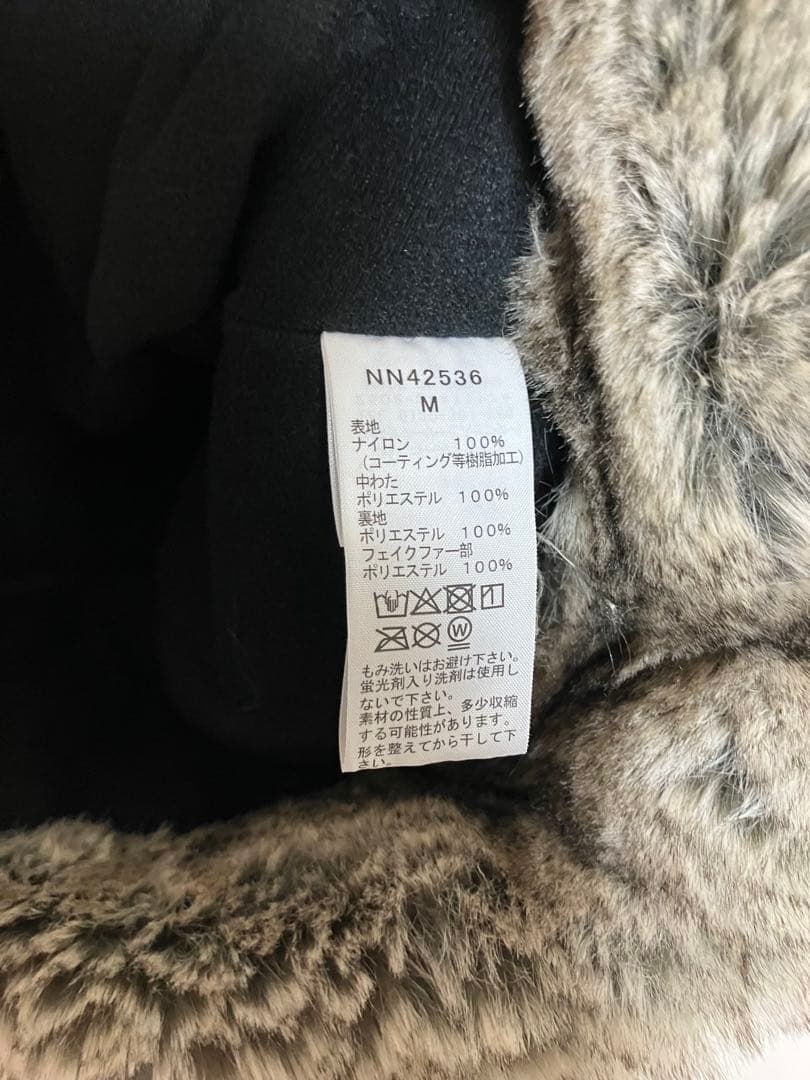 NN42536
M
表地
ナイロン 100%
(コーティング等樹脂加工)
中わた
ポリエステル 100%
裏地
ポリエステル 100%
フェイクファー部
ポリエステル 100%
W
もみ洗いはお避け下さい。
蛍光剤入り洗剤は使用し
ないで下さい。
素材の性質上、多少収縮
する可能性があります。
形を整えてから干して下
さい。